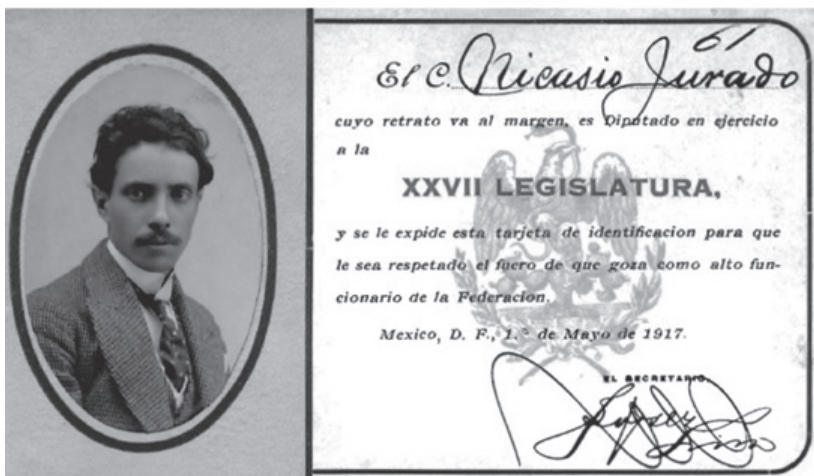 61
El C. Nicasio Jurado
cuyo retrato va al margen, es Diputado en ejercicio
a la
XXVII LEGISLATURA,
y se le expide esta tarjeta de identificacion para que
le sea respetado el fuero de que goza como alto fun-
cionario de la Federacion.
Mexico, D. F., 1.º de Mayo de 1917.
EL SECRETARIO,